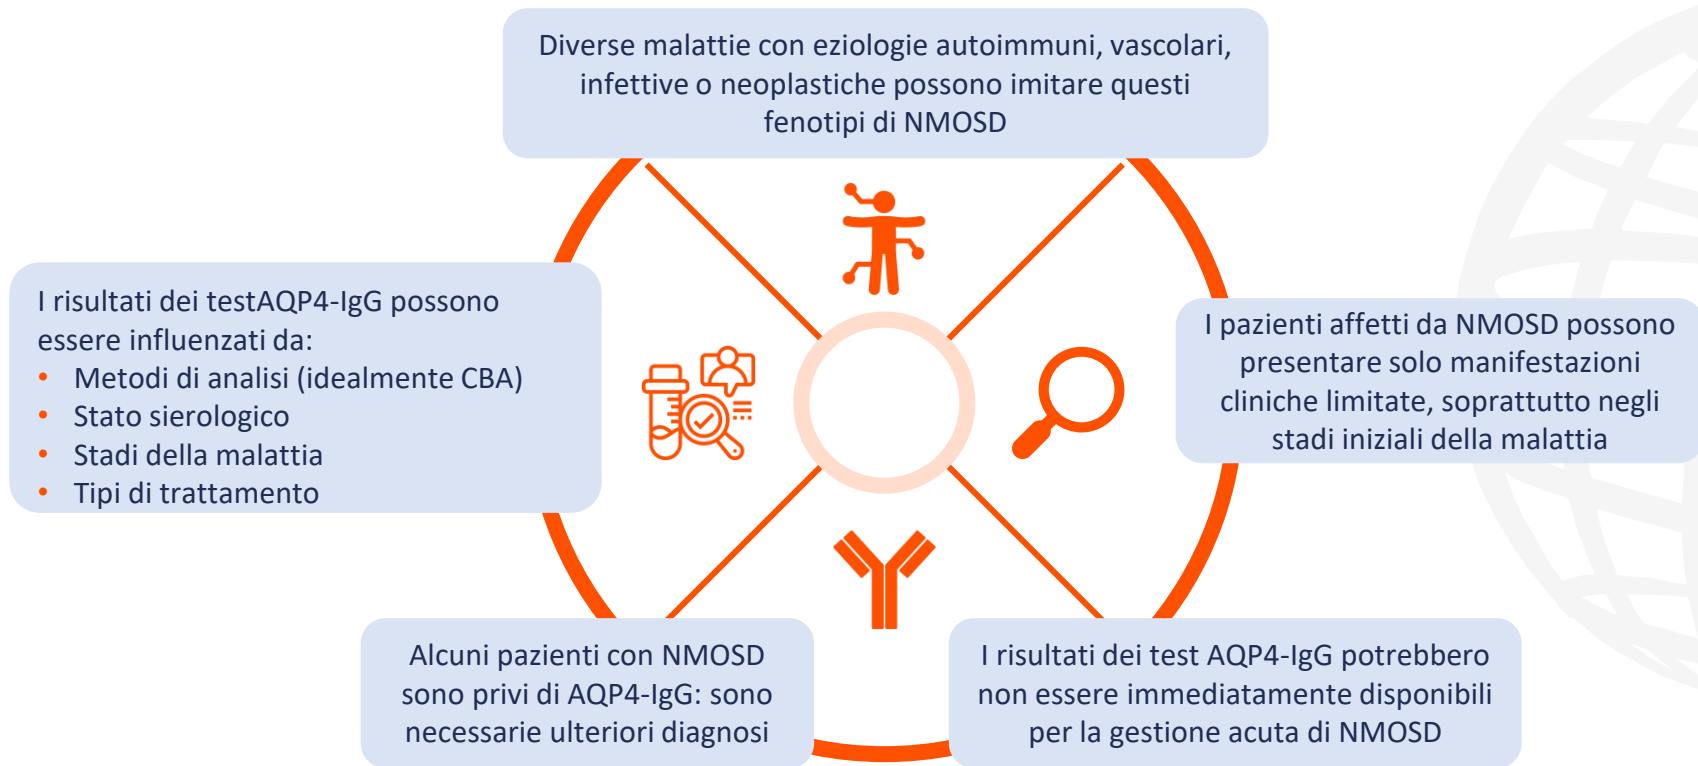 Diverse malattie con eziologie autoimmuni, vascolari,
infettive o neoplastiche possono imitare questi
fenotipi di NMOSD
I risultati dei testAQP4-IgG possono
essere influenzati da:
• Metodi di analisi (idealmente CBA)
• Stato sierologico
• Stadi della malattia
• Tipi di trattamento
I pazienti affetti da NMOSD possono
presentare solo manifestazioni
cliniche limitate, soprattutto negli
stadi iniziali della malattia
Alcuni pazienti con NMOSD
sono privi di AQP4-IgG: sono
necessarie ulteriori diagnosi
I risultati dei test AQP4-IgG potrebbero
non essere immediatamente disponibili
per la gestione acuta di NMOSD